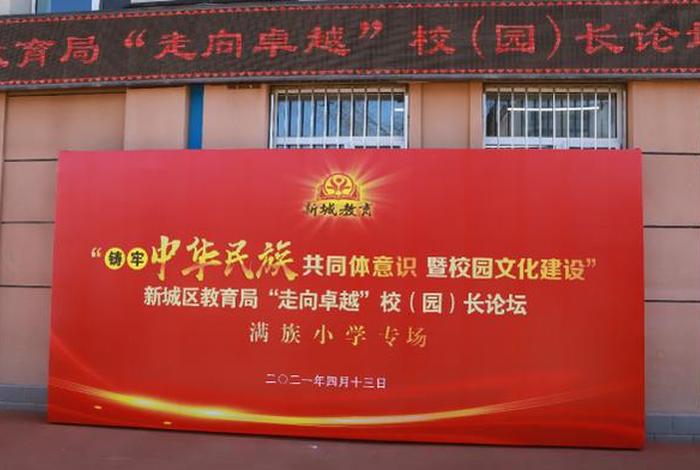 教育局“走向卓越”校（园）长论坛
新城教育
“铸牢中华民族共同体意识 暨校园文化建设”
新城区教育局“走向卓越”校（园）长论坛
满族小学专场
二〇二一年四月十三日